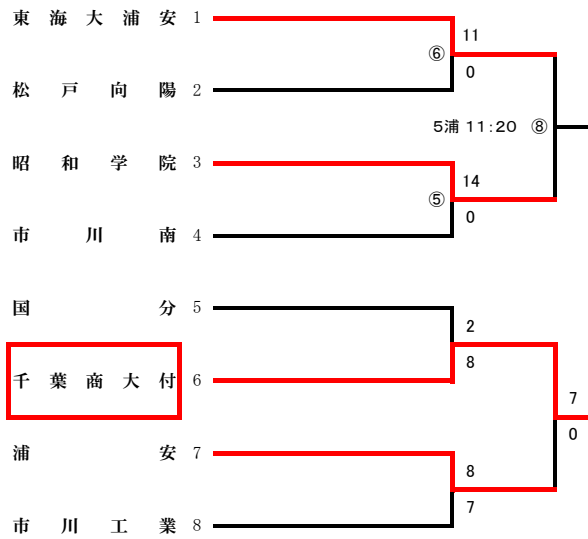 東海大浦安 1
11
⑥
0
松戸向陽 2
5浦 11:20 ⑧
昭和学院 3
14
⑤
0
市川南 4
国分 5
2
8
千葉商大付 6
7
0
浦安 7
8
7
市川工業 8